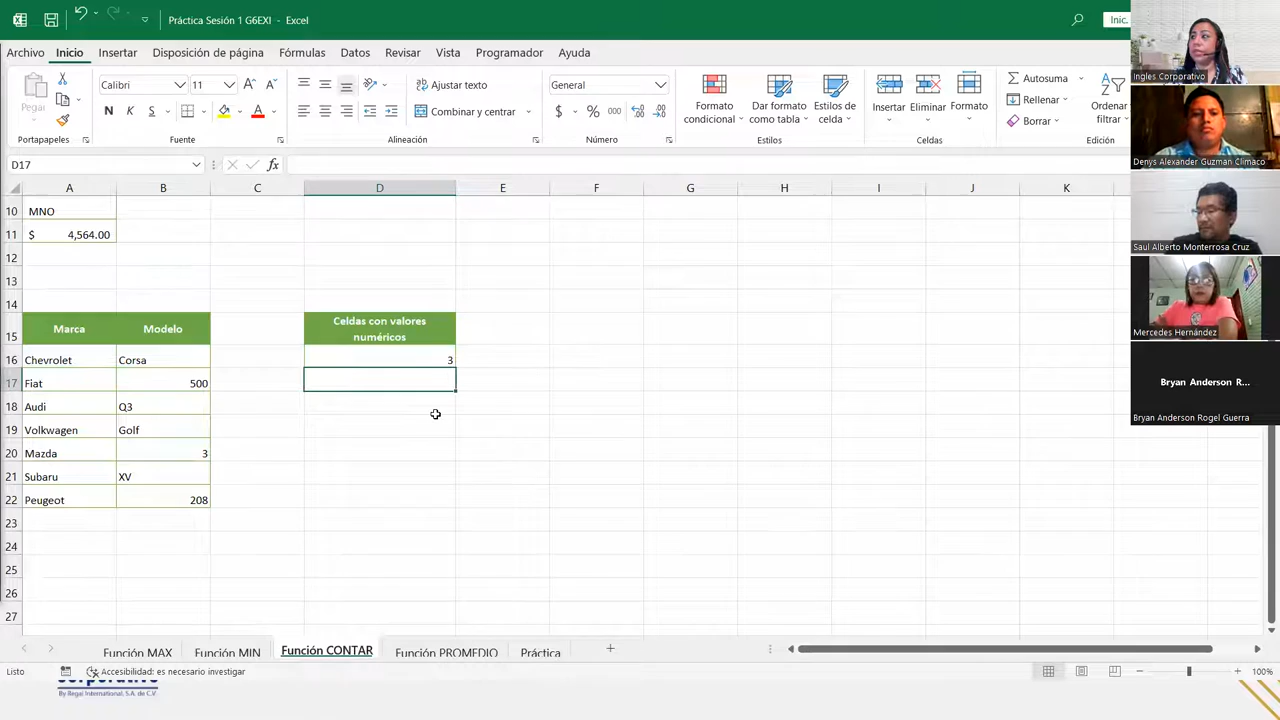 Práctica Sesión 1 G6EXI - Excel
Inic.
Archivo Inicio Insertar Disposición de página Fórmulas Datos Revisar Vista Ayuda
Pegar
Calibri 11
N K S
A
Combinar y
General
% 
Formato condicional
Dar formato como tabla
Estilos de celda
Insertar
Eliminar
Formato
Autosuma
Rellenar
Borrar
Ordenar filtrar
Portapapeles Fuente Alineación Número Estilos Celdas Edición
D17 fx
A B C D E F G H I J K
10 MNO
11 $ 4,564.00
12
13
14
15 Marca Modelo Celdas con valores numéricos
16 Chevrolet Corsa 3
17 Fiat 500
18 Audi Q3
19 Volkwagen Golf
20 Mazda 3
21 Subaru XV
22 Peugeot 208
23
24
25
26
27
Función MAX Función MIN Función CONTAR Función PROMEDIO Práctica
Listo Accesibilidad: es necesario investigar 100%
By Regal International, S.A. de C.V.
Ingles Corporativo
Denys Alexander Guzman Climaco
Saul Alberto Monterrosa Cruz
Mercedes Hernández
Bryan Anderson R...
Bryan Anderson Rogel Guerra